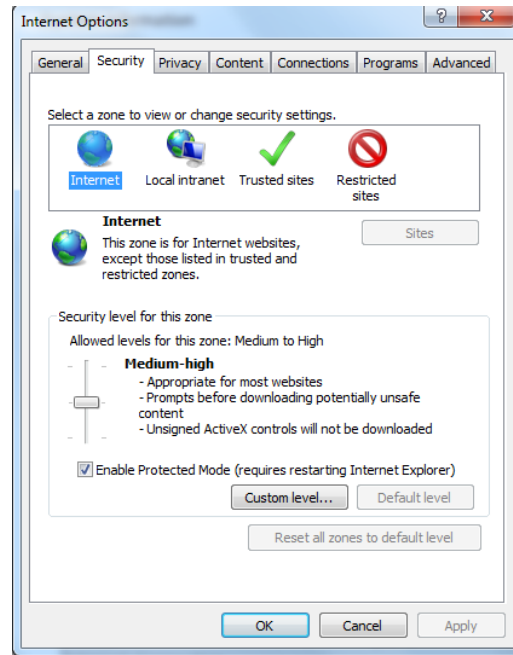 Internet Options
?
General Security Privacy Content Connections Programs Advanced
Select a zone to view or change security settings.
Internet Local intranet Trusted sites Restricted
sites
Internet
This zone is for Internet websites,
except those listed in trusted and
restricted zones.
Sites
Security level for this zone
Allowed levels for this zone: Medium to High
Medium-high
- Appropriate for most websites
- Prompts before downloading potentially unsafe
content
- Unsigned ActiveX controls will not be downloaded
Enable Protected Mode (requires restarting Internet Explorer)
Custom level... Default level
Reset all zones to default level
OK Cancel Apply